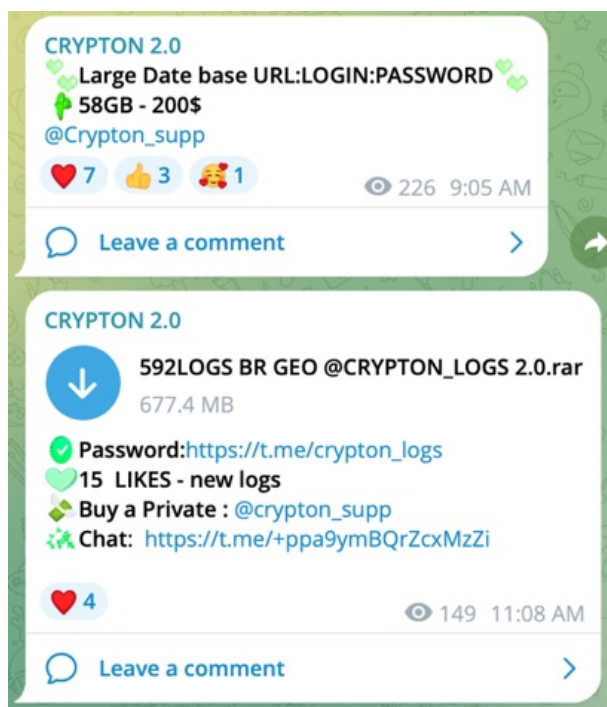 CRYPTON 2.0
Large Date base URL:LOGIN:PASSWORD
58GB - 200$
@Crypton_supp
7 3 1 226 9:05 AM
Leave a comment
CRYPTON 2.0
592LOGS BR GEO @CRYPTON_LOGS 2.0.rar
677.4 MB
Password:https://t.me/crypton_logs
15 LIKES - new logs
Buy a Private : @crypton_supp
Chat: https://t.me/+ppa9ymBQrZcxMzZi
4 149 11:08 AM
Leave a comment